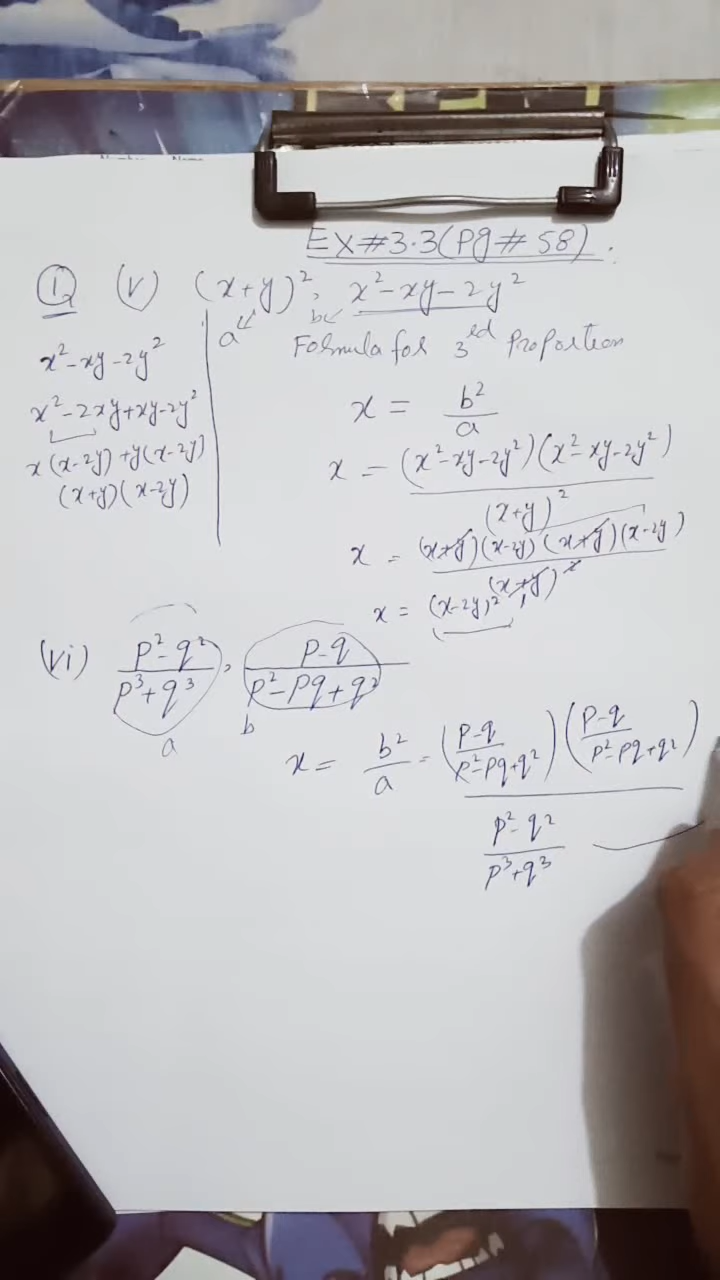 EX#3.3(Pg#58).
Q1 (v) (x+y)², x²-xy-2y²
a b
Formula for 3rd Proportion
x²-xy-2y²
x²-2xy+xy-2y²
x(x-2y)+y(x-2y)
(x+y)(x-2y)
x = b²/a
x = (x²-xy-2y²)(x²-xy-2y²)/(x+y)²
x = (x+y)(x-2y)(x+y)(x-2y)/(x+y)²
x = (x-2y)²,
(vi) p²-q²/p³+q³, p-q/p²-pq+q²
a b
x = b²/a = (p-q/p²-pq+q²)(p-q/p²-pq+q²)/(p²-q²/p³+q³)